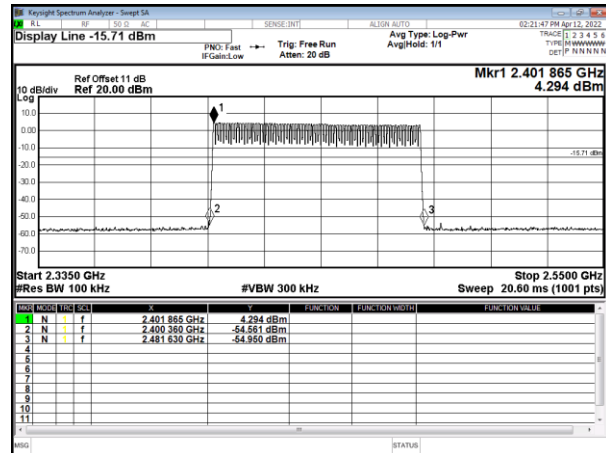 Keysight Spectrum Analyzer - Swept SA
RL RF 50 Ω AC SENSE:INT ALIGN AUTO 02:21:47 PM Apr 12, 2022
Display Line -15.71 dBm
PNO: Fast Trig: Free Run
IFGain:Low Atten: 20 dB
Avg Type: Log-Pwr
Avg|Hold: 1/1
TRACE 1 2 3 4 5 6
TYPE M W W W W W
DET P N N N N N
Ref Offset 11 dB
10 dB/div Ref 20.00 dBm
Log
Mkr1 2.401 865 GHz
4.294 dBm
10.0
0.00
-10.0
-20.0
-30.0
-40.0
-50.0
-60.0
-70.0
1
2
3
-15.71 dBm
Start 2.3350 GHz Stop 2.5500 GHz
#Res BW 100 kHz #VBW 300 kHz Sweep 20.60 ms (1001 pts)
MKR MODE TRC SCL X Y FUNCTION FUNCTION WIDTH FUNCTION VALUE
1 N 1 f 2.401 865 GHz 4.294 dBm
2 N 1 f 2.400 360 GHz -54.561 dBm
3 N 1 f 2.481 630 GHz -54.950 dBm
4
5
6
7
8
9
10
11
MSG STATUS